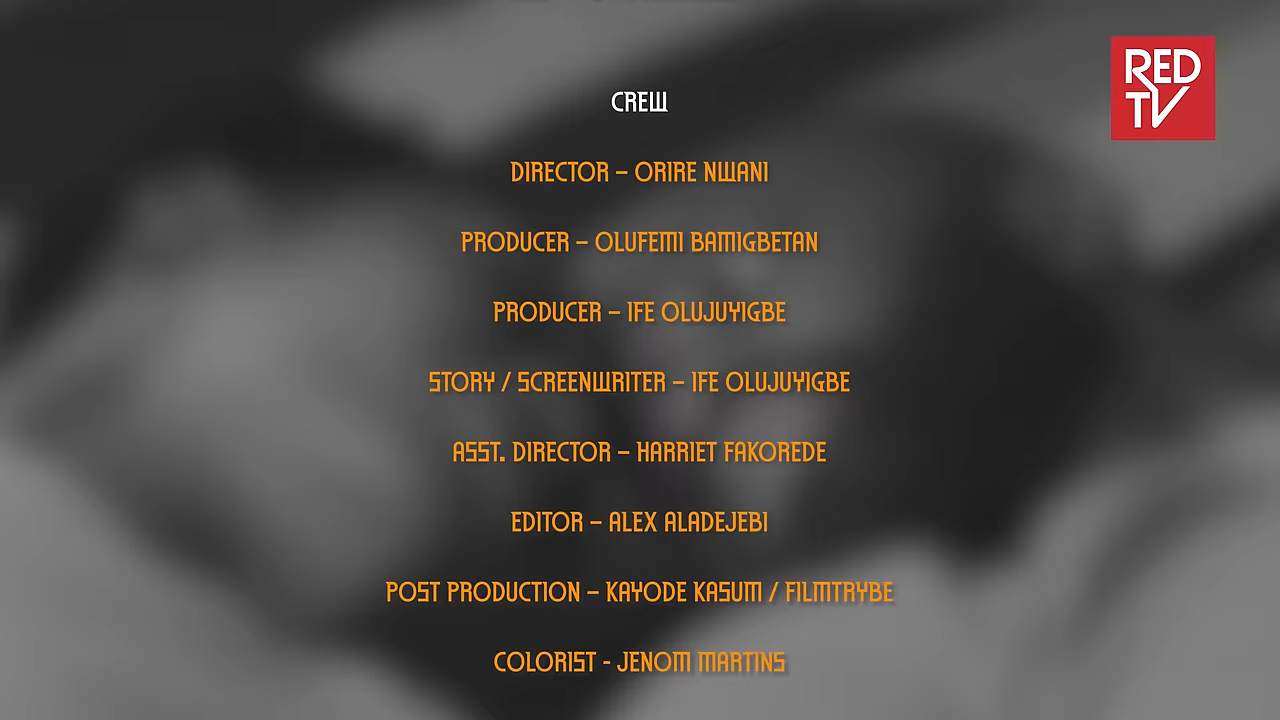 RED
TV
CREW
DIRECTOR – ORIRE NWANI
PRODUCER – OLUFEMI BAMIGBETAN
PRODUCER – IFE OLUJUYIGBE
STORY / SCREENWRITER – IFE OLUJUYIGBE
ASST. DIRECTOR – HARRIET FAKOREDE
EDITOR – ALEX ALADEJEBI
POST PRODUCTION – KAYODE KASUM / FILMTRYBE
COLORIST - JENOM MARTINS